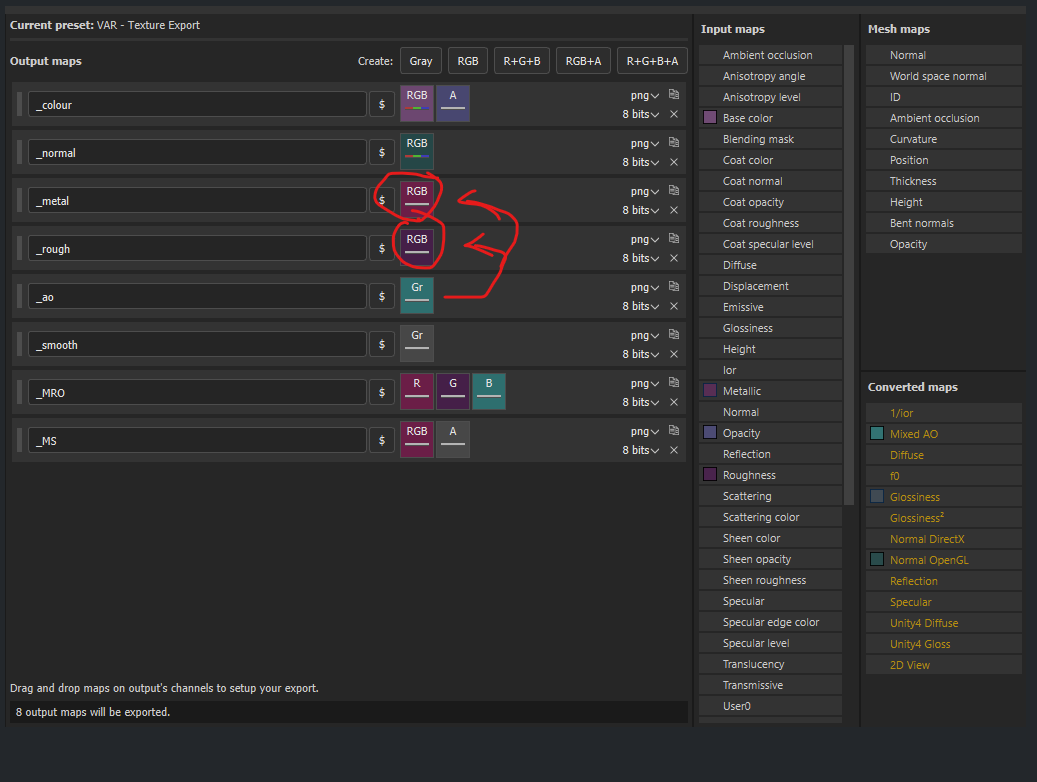 Current preset: VAR - Texture Export
Output maps
Create: Gray RGB R+G+B RGB+A R+G+B+A
_colour $ RGB A png 8 bits
_normal $ RGB png 8 bits
_metal $ RGB png 8 bits
_rough $ RGB png 8 bits
_ao $ Gr png 8 bits
_smooth $ Gr png 8 bits
_MRO $ R G B png 8 bits
_MS $ RGB A png 8 bits
Drag and drop maps on output's channels to setup your export.
8 output maps will be exported.
Input maps
Ambient occlusion
Anisotropy angle
Anisotropy level
Base color
Blending mask
Coat color
Coat normal
Coat opacity
Coat roughness
Coat specular level
Diffuse
Displacement
Emissive
Glossiness
Height
Ior
Metallic
Normal
Opacity
Reflection
Roughness
Scattering
Scattering color
Sheen color
Sheen opacity
Sheen roughness
Specular
Specular edge color
Specular level
Translucency
Transmissive
User0
Mesh maps
Normal
World space normal
ID
Ambient occlusion
Curvature
Position
Thickness
Height
Bent normals
Opacity
Converted maps
1/ior
Mixed AO
Diffuse
f0
Glossiness
Glossiness²
Normal DirectX
Normal OpenGL
Reflection
Specular
Unity4 Diffuse
Unity4 Gloss
2D View